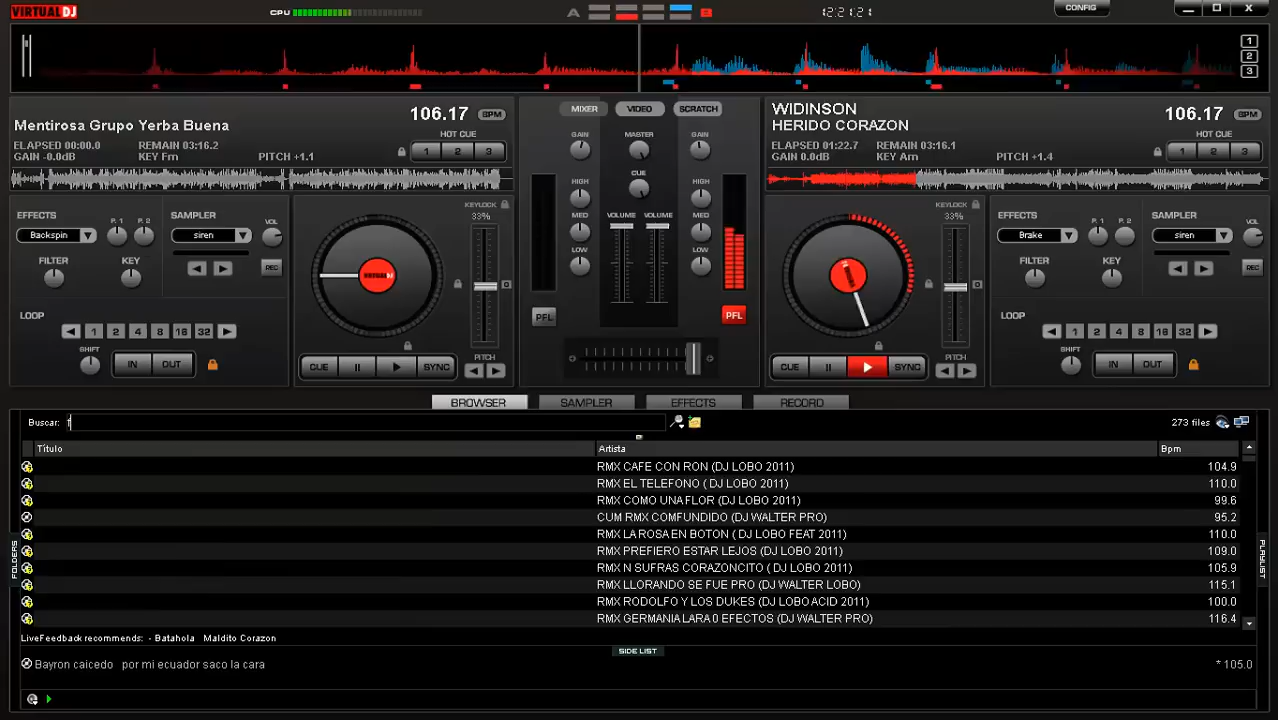 VIRTUAL DJ
CPU
A
B
12:21:21
CONFIG
1
2
3
Mentirosa Grupo Yerba Buena
106.17 BPM
ELAPSED 00:00.0 REMAIN 03:16.2
GAIN -0.0dB KEY Fm PITCH +1.1
HOT CUE
1 2 3
MIXER VIDEO SCRATCH
GAIN MASTER GAIN
CUE
HIGH HIGH
MED VOLUME VOLUME MED
LOW LOW
PFL PFL
WIDINSON
HERIDO CORAZON
106.17 BPM
ELAPSED 01:22.7 REMAIN 03:16.1
GAIN 0.0dB KEY Am PITCH +1.4
HOT CUE
1 2 3
EFFECTS P. 1 P. 2 SAMPLER VOL
Backspin siren
FILTER KEY REC
LOOP
1 2 4 8 16 32
SHIFT IN OUT
KEYLOCK
33%
VIRTUAL DJ
CUE SYNC
PITCH
KEYLOCK
33%
CUE SYNC
PITCH
EFFECTS P. 1 P. 2 SAMPLER VOL
Brake siren
FILTER KEY REC
LOOP
1 2 4 8 16 32
SHIFT IN OUT
BROWSER SAMPLER EFFECTS RECORD
Buscar: f
273 files
Título Artista Bpm
RMX CAFE CON RON (DJ LOBO 2011) 104.9
RMX EL TELEFONO ( DJ LOBO 2011) 110.0
RMX COMO UNA FLOR (DJ LOBO 2011) 99.6
CUM RMX COMFUNDIDO (DJ WALTER PRO) 95.2
RMX LA ROSA EN BOTON ( DJ LOBO FEAT 2011) 110.0
RMX PREFIERO ESTAR LEJOS (DJ LOBO 2011) 109.0
RMX N SUFRAS CORAZONCITO ( DJ LOBO 2011) 105.9
RMX LLORANDO SE FUE PRO (DJ WALTER LOBO) 115.1
RMX RODOLFO Y LOS DUKES (DJ LOBO ACID 2011) 100.0
RMX GERMANIA LARA 0 EFECTOS (DJ WALTER PRO) 116.4
FOLDERS
PLAYLIST
LiveFeedback recommends: - Batahola Maldito Corazon
SIDE LIST
Bayron caicedo por mi ecuador saco la cara * 105.0